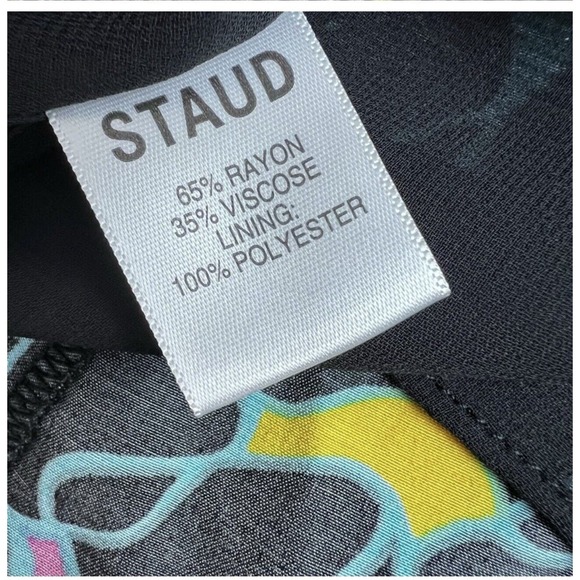 STAUD
65% RAYON
35% VISCOSE
LINING:
100% POLYESTER